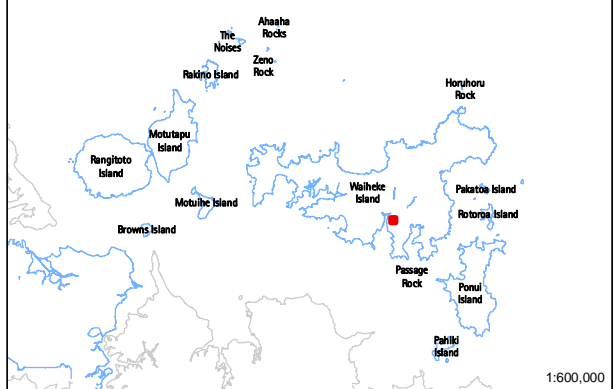 Ahaaha
Rocks
The
Noises
Zeno
Rock
Rakino Island
Horuhoru
Rock
Motutapu
Island
Rangitoto
Island
Waiheke
Island
Pakatoa Island
Motuihe Island
Rotoroa Island
Browns Island
Passage
Rock
Ponui
Island
Pahiki
Island
1:600,000